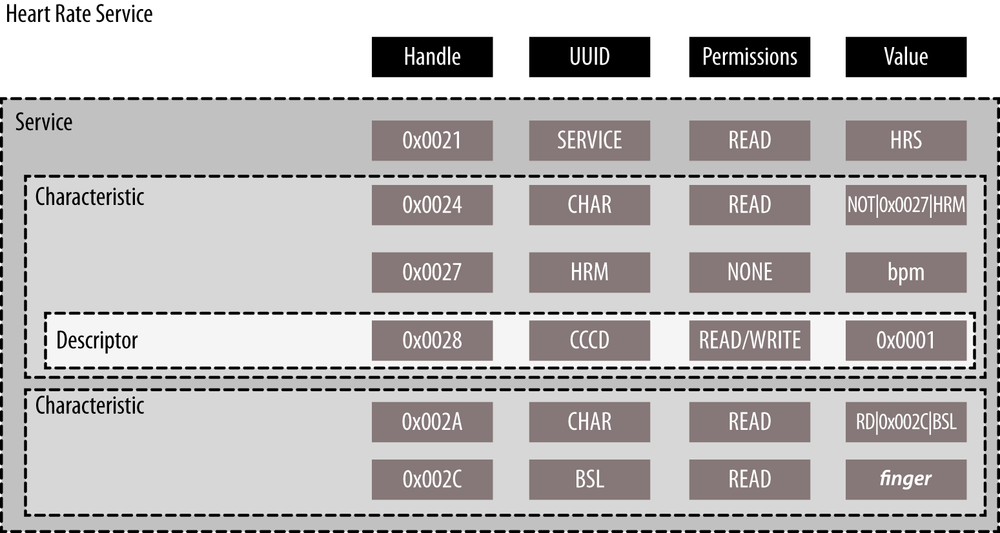 Heart Rate Service
Handle UUID Permissions Value
Service
0x0021 SERVICE READ HRS
Characteristic
0x0024 CHAR READ NOT|0x0027|HRM
0x0027 HRM NONE bpm
Descriptor 0x0028 CCCD READ/WRITE 0x0001
Characteristic
0x002A CHAR READ RD|0x002C|BSL
0x002C BSL READ finger